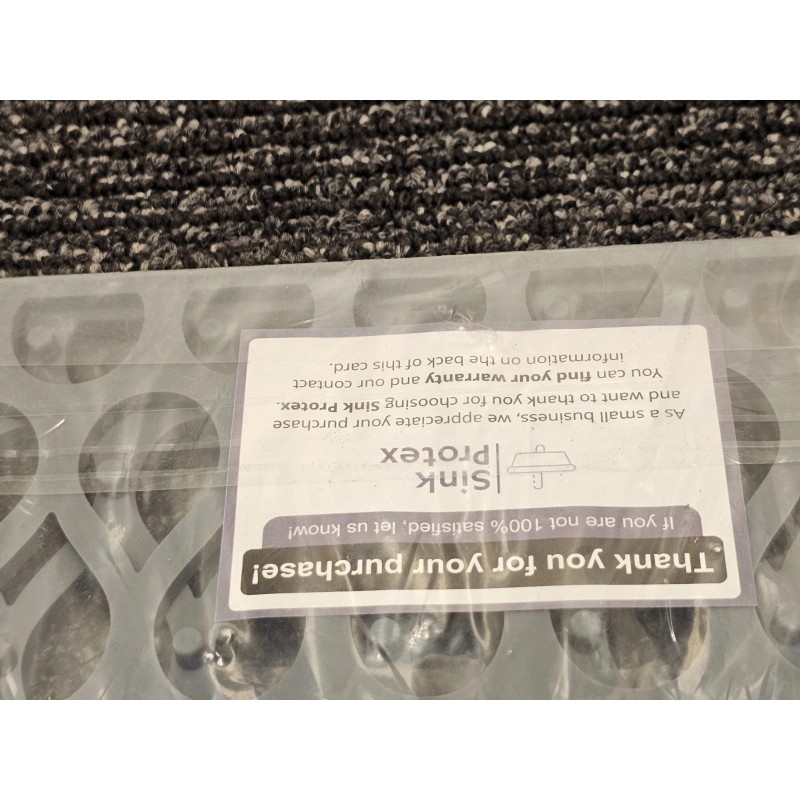 Thank you for your purchase!
If you are not 100% satisfied, let us know!
Sink
Protex
As a small business, we appreciate your purchase
and want to thank you for choosing Sink Protex.
You can find your warranty and our contact
information on the back of this card.